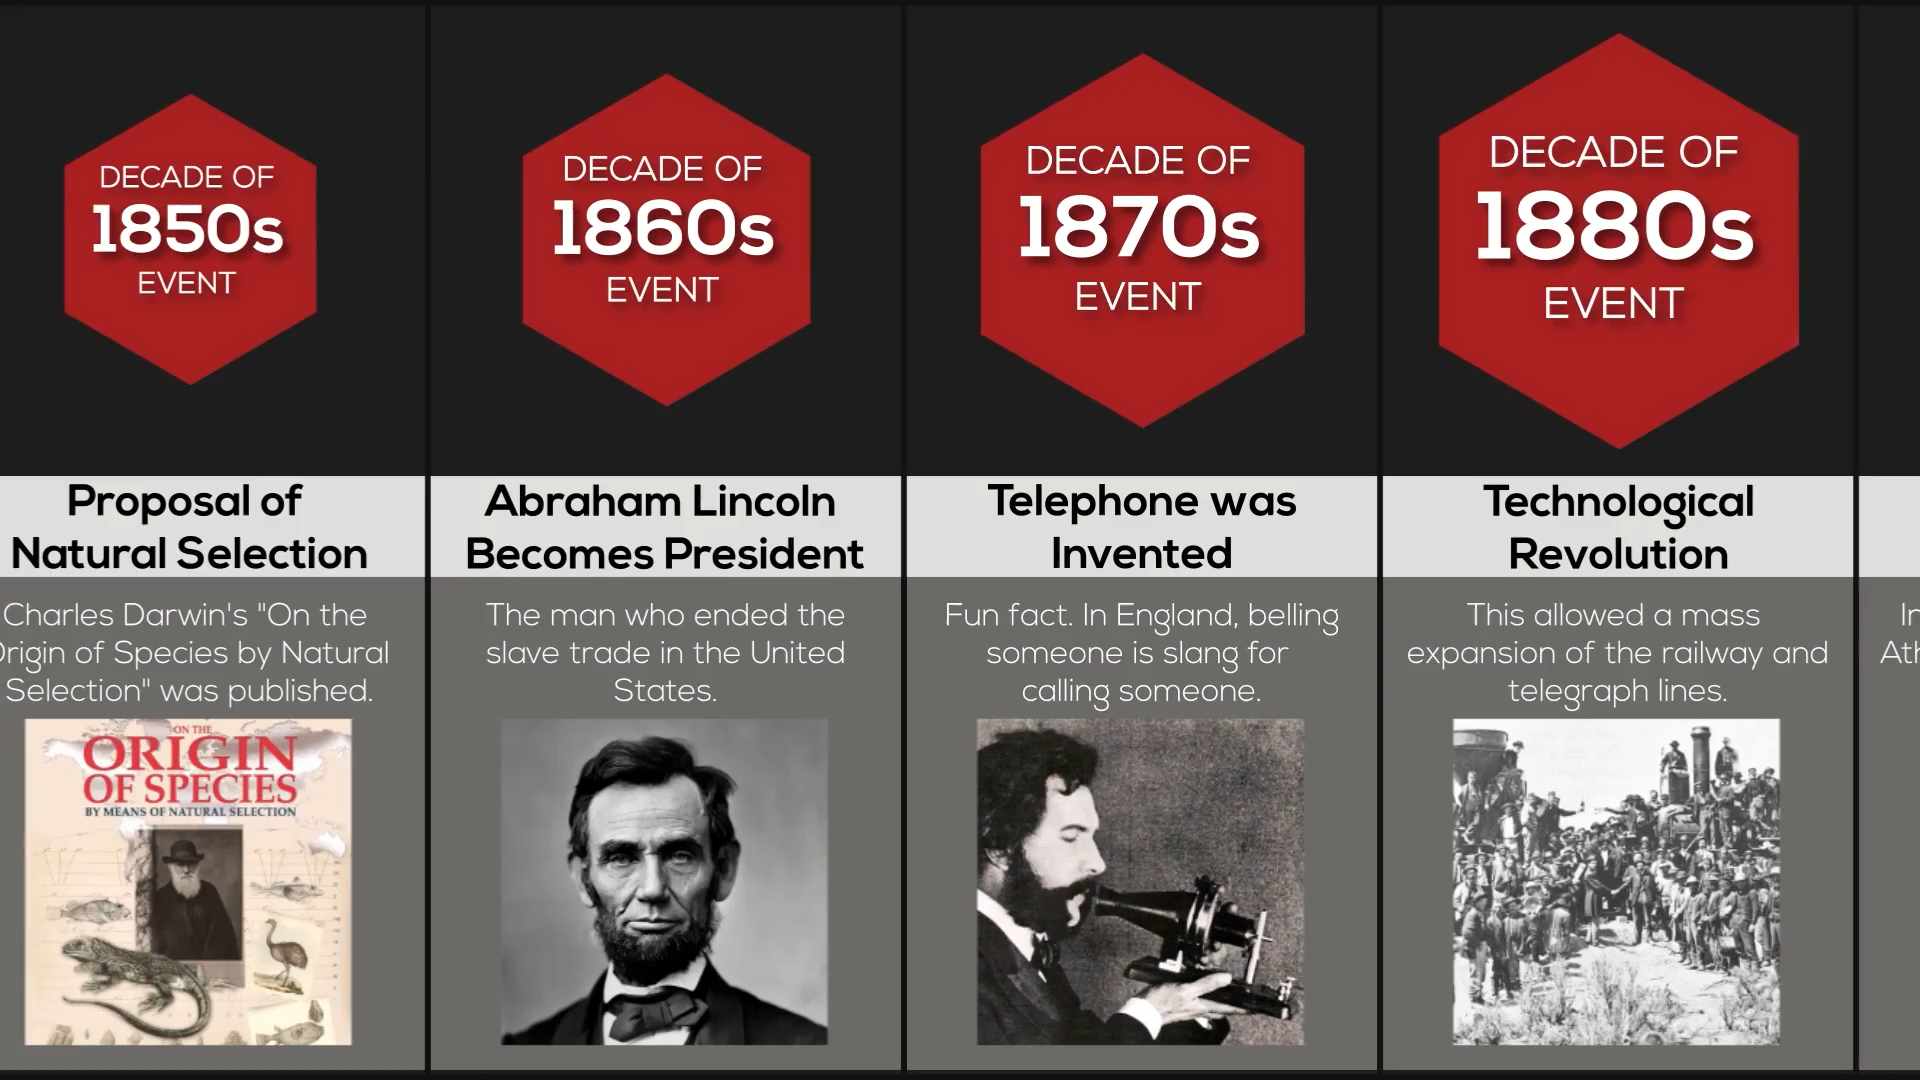 DECADE OF
1850s
EVENT
Proposal of
Natural Selection
Charles Darwin's "On the
Origin of Species by Natural
Selection" was published.
ON THE
ORIGIN
OF SPECIES
BY MEANS OF NATURAL SELECTION
DECADE OF
1860s
EVENT
Abraham Lincoln
Becomes President
The man who ended the
slave trade in the United
States.
DECADE OF
1870s
EVENT
Telephone was
Invented
Fun fact. In England, belling
someone is slang for
calling someone.
DECADE OF
1880s
EVENT
Technological
Revolution
This allowed a mass
expansion of the railway and
telegraph lines.